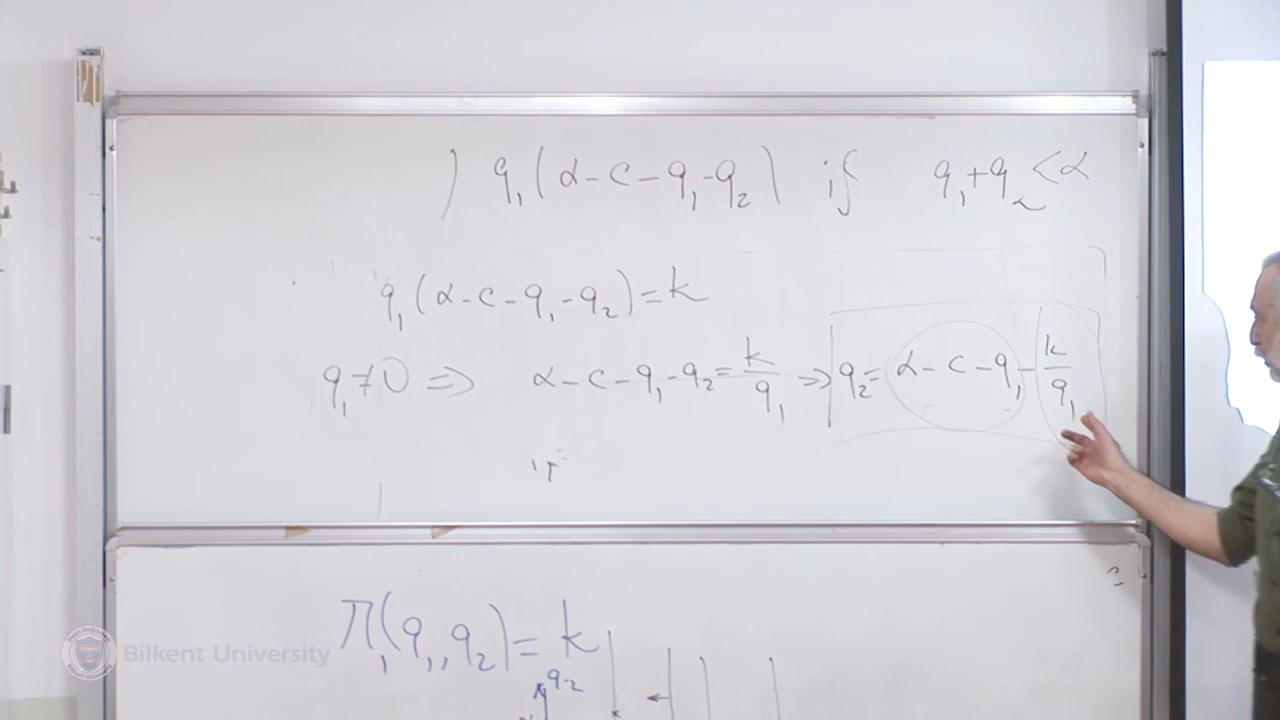 ) q₁(α-c-q₁-q₂) if q₁+q₂<α
q₁(α-c-q₁-q₂)=k
q₁≠0 ⇒ α-c-q₁-q₂=k/q₁ ⇒ q₂=α-c-q₁-k/q₁
π₁(q₁,q₂)=k
q₂
Bilkent University